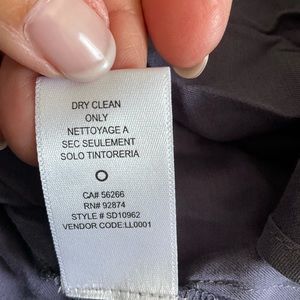 DRY CLEAN
ONLY
NETTOYAGE A
SEC SEULEMENT
SOLO TINTORERIA
CA# 56266
RN# 92874
STYLE # SD10962
VENDOR CODE:LL0001